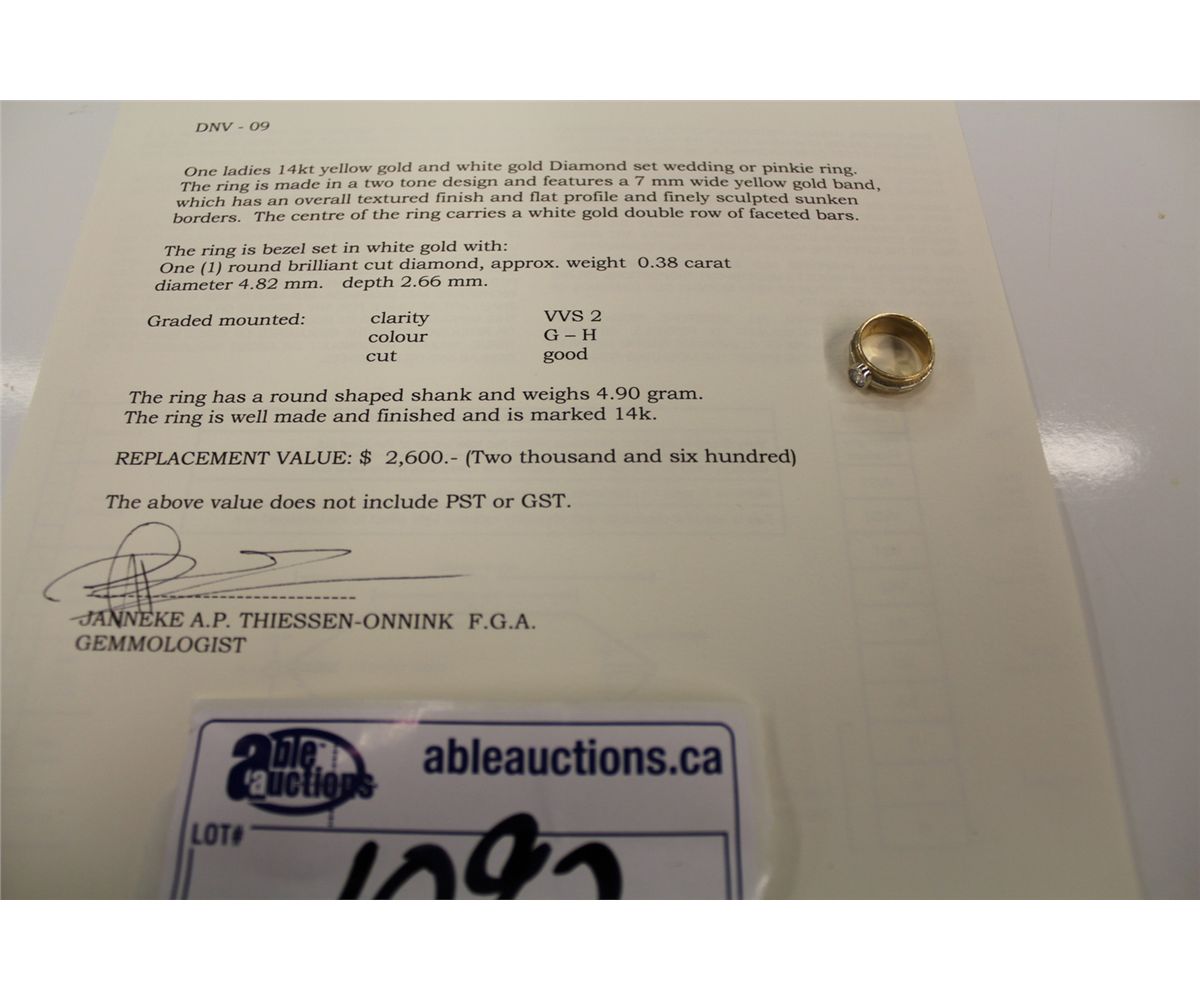 DNV - 09
One ladies 14kt yellow gold and white gold Diamond set wedding or pinkie ring.
The ring is made in a two tone design and features a 7 mm wide yellow gold band,
which has an overall textured finish and flat profile and finely sculpted sunken
borders. The centre of the ring carries a white gold double row of faceted bars.
The ring is bezel set in white gold with:
One (1) round brilliant cut diamond, approx. weight 0.38 carat
diameter 4.82 mm. depth 2.66 mm.
Graded mounted: clarity VVS 2
colour G – H
cut good
The ring has a round shaped shank and weighs 4.90 gram.
The ring is well made and finished and is marked 14k.
REPLACEMENT VALUE: $ 2,600.- (Two thousand and six hundred)
The above value does not include PST or GST.
JANNEKE A.P. THIESSEN-ONNINK F.G.A.
GEMMOLOGIST
able auctions
ableauctions.ca
LOT#